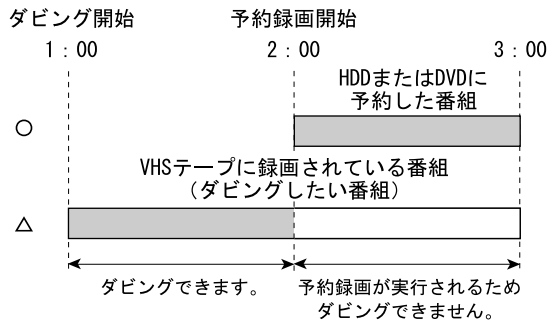 ダビング開始 予約録画開始
1：00 2：00 3：00
HDDまたはDVDに
予約した番組
○
VHSテープに録画されている番組
（ダビングしたい番組）
△
ダビングできます。 予約録画が実行されるため
ダビングできません。